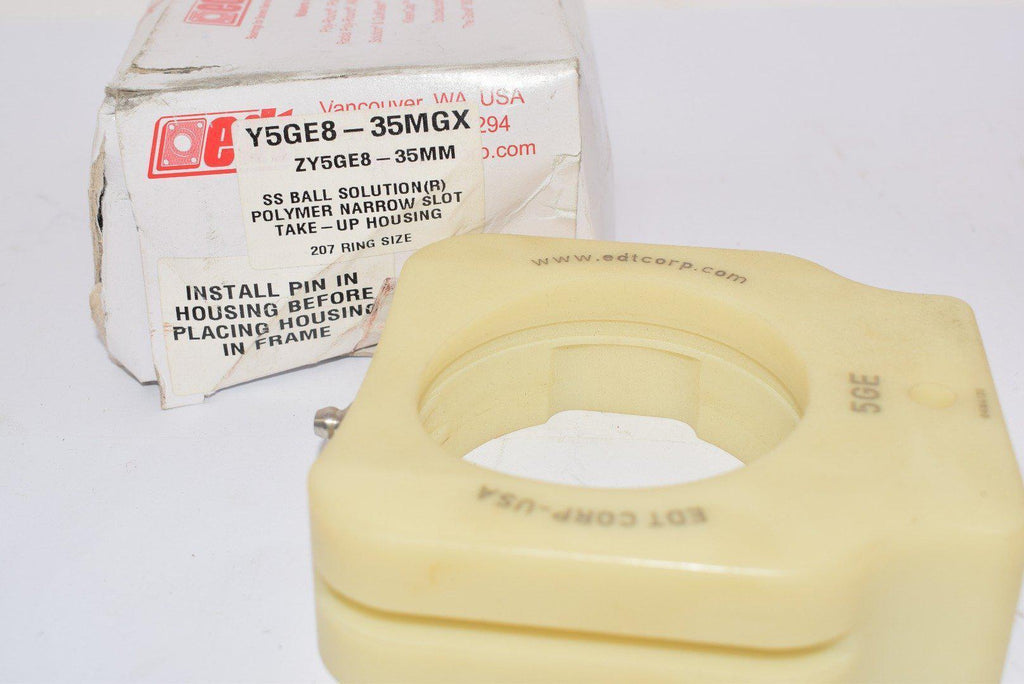 Vancouver, WA, USA
294
p.com
Y5GE8-35MGX
ZY5GE8-35MM
SS BALL SOLUTION(R)
POLYMER NARROW SLOT
TAKE-UP HOUSING
207 RING SIZE
INSTALL PIN IN
HOUSING BEFORE
PLACING HOUSING
IN FRAME
www.edtcorp.com
5GE
EDT CORP-USA